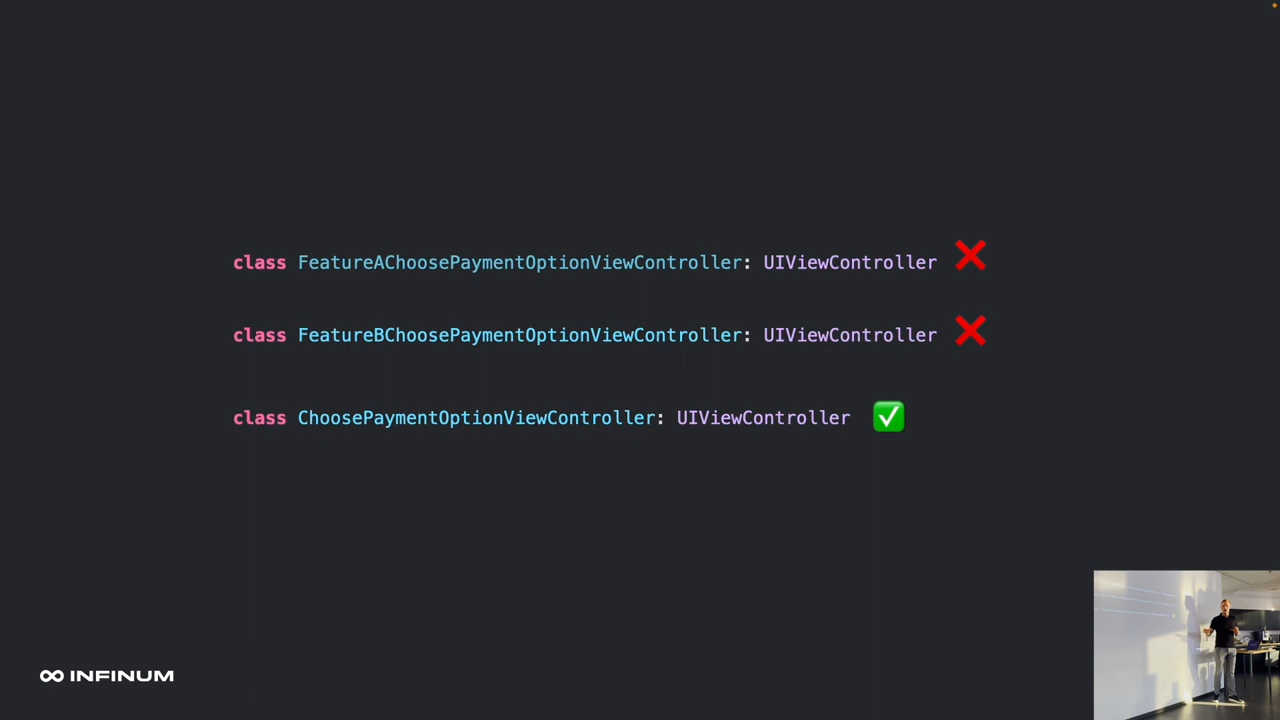 class FeatureAChoosePaymentOptionViewController: UIViewController ❌
class FeatureBChoosePaymentOptionViewController: UIViewController ❌
class ChoosePaymentOptionViewController: UIViewController ✅
INFINUM